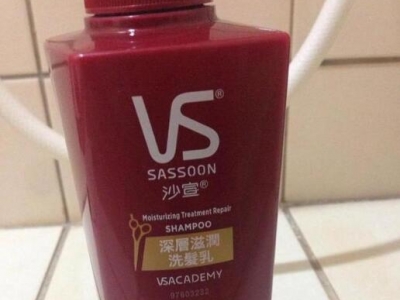 VS®
SASSOON
沙宣®
Moisturizing Treatment Repair
SHAMPOO
深層滋潤
洗髮乳
VSACADEMY